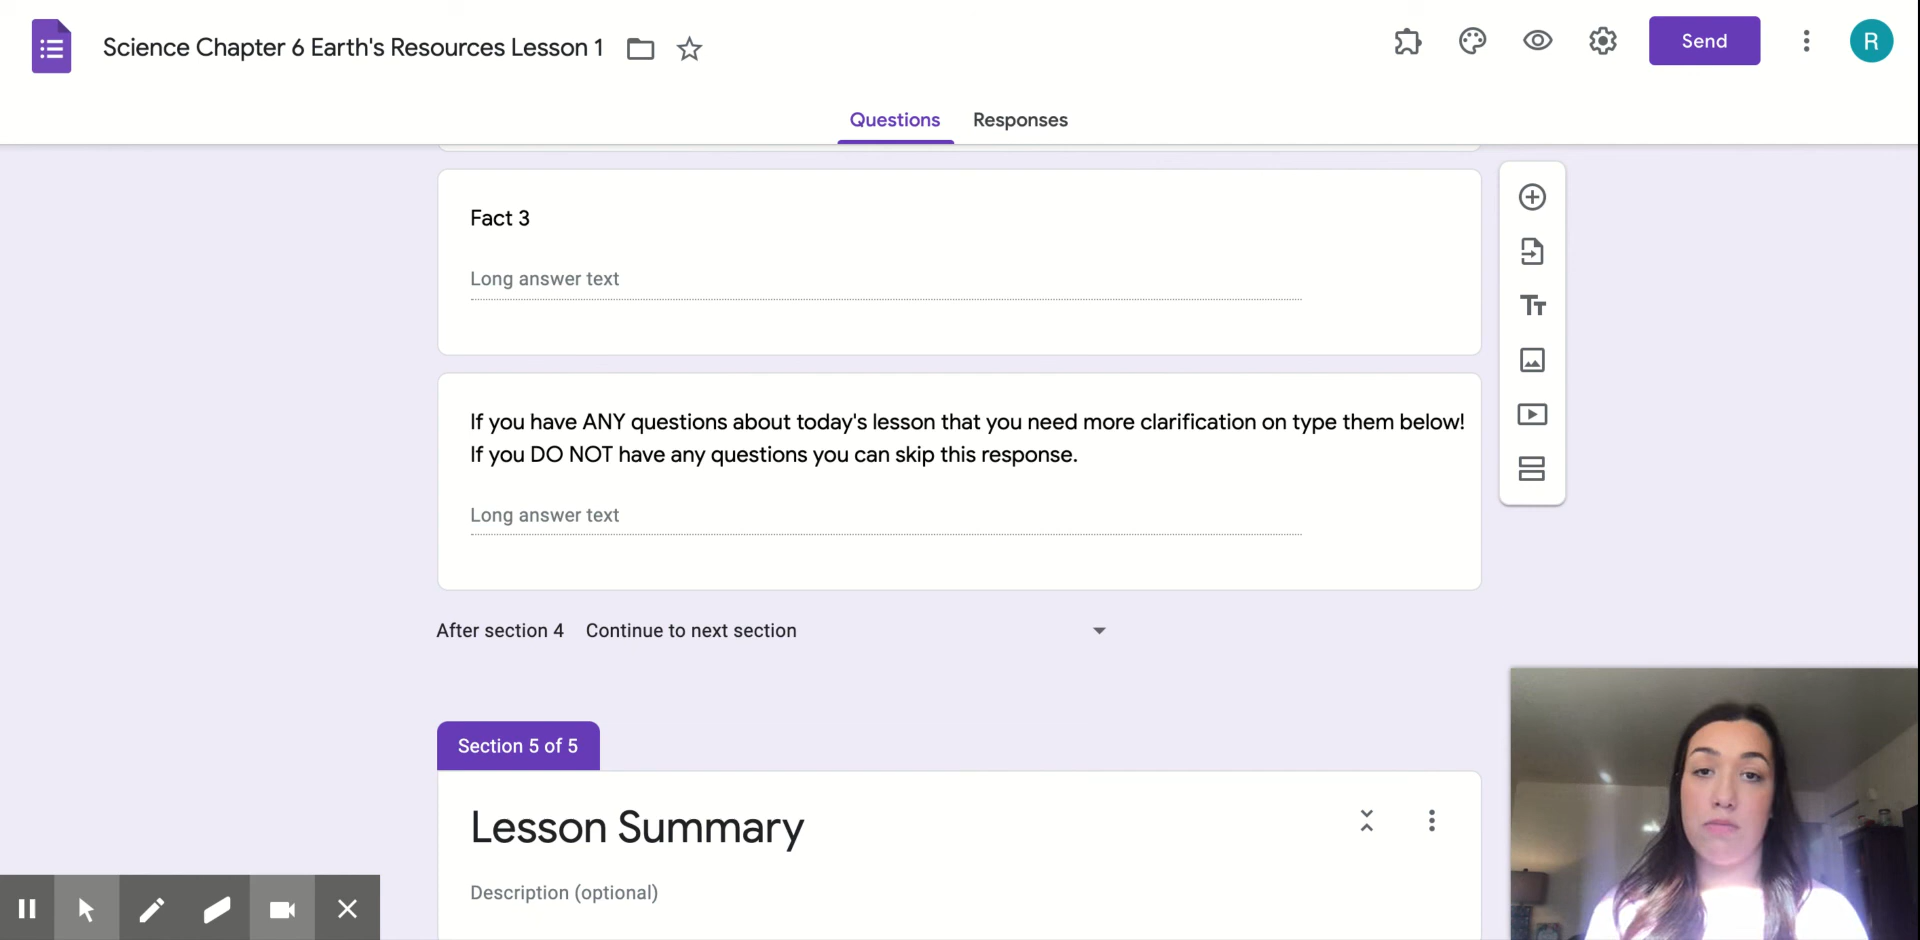 Science Chapter 6 Earth's Resources Lesson 1
Send
R
Questions
Responses
Fact 3
Long answer text
If you have ANY questions about today's lesson that you need more clarification on type them below!
If you DO NOT have any questions you can skip this response.
Long answer text
After section 4 Continue to next section
Section 5 of 5
Lesson Summary
Description (optional)